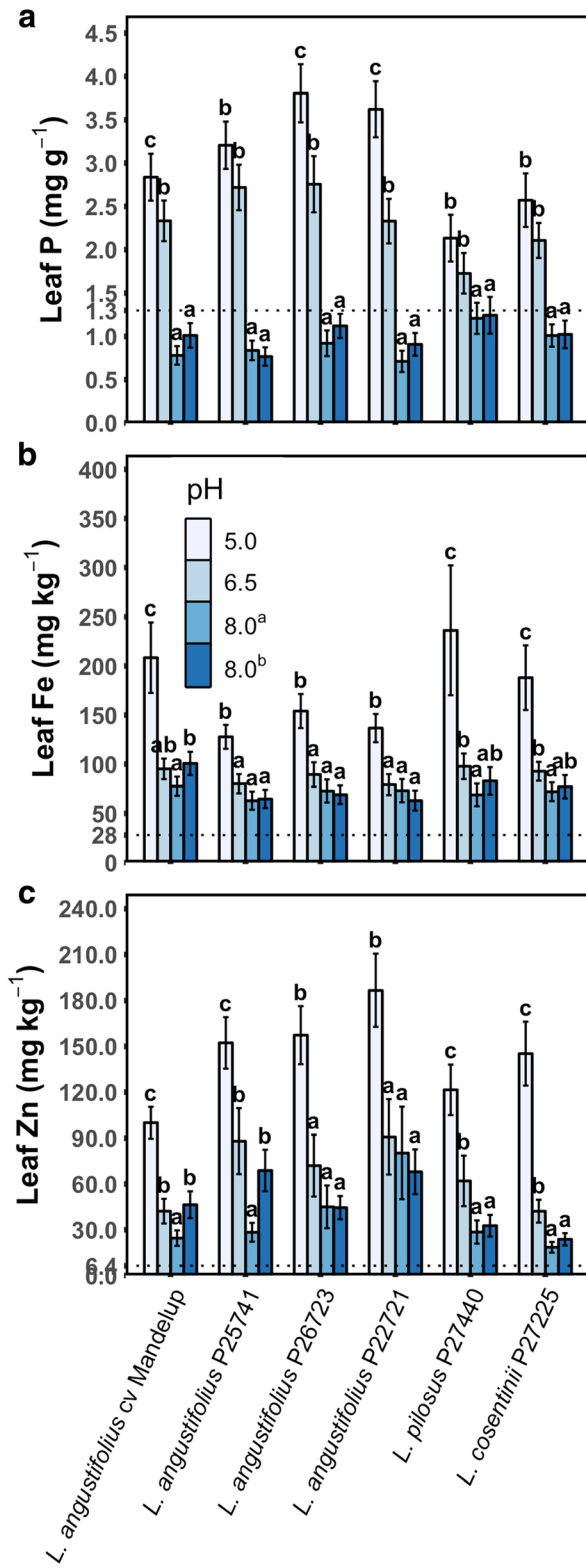 a
Leaf P (mg g⁻¹)
4.5
4.0
3.5
3.0
2.5
2.0
1.5
1.3
1.0
0.5
0.0
c b a a
b b a a
c b a a
c b a a
b b a a
b b a a
b
Leaf Fe (mg kg⁻¹)
400
350
300
250
200
150
100
50
28
0
pH
5.0
6.5
8.0ᵃ
8.0ᵇ
c ab a b
b a a a
b a a a
b a a a
c b a ab
c b a ab
c
Leaf Zn (mg kg⁻¹)
240.0
210.0
180.0
150.0
120.0
90.0
60.0
30.0
6.4
0.0
c b a b
c b a b
b a a a
b a a a
c b a a
c b a a
L. angustifolius cv Mandelup
L. angustifolius P25741
L. angustifolius P26723
L. angustifolius P22721
L. pilosus P27440
L. cosentinii P27225